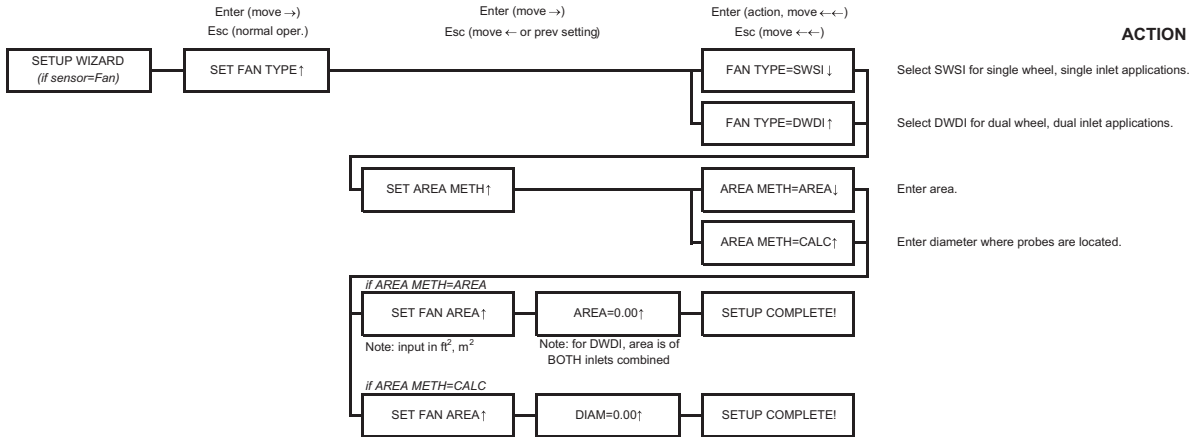 Enter (move →)
Esc (normal oper.)
Enter (move →)
Esc (move ← or prev setting)
Enter (action, move ←←)
Esc (move ←←)
ACTION
SETUP WIZARD
(if sensor=Fan)
SET FAN TYPE↑
FAN TYPE=SWSI↓
Select SWSI for single wheel, single inlet applications.
FAN TYPE=DWDI↑
Select DWDI for dual wheel, dual inlet applications.
SET AREA METH↑
AREA METH=AREA↓
Enter area.
AREA METH=CALC↑
Enter diameter where probes are located.
if AREA METH=AREA
SET FAN AREA↑
AREA=0.00↑
SETUP COMPLETE!
Note: input in ft², m²
Note: for DWDI, area is of
BOTH inlets combined
if AREA METH=CALC
SET FAN AREA↑
DIAM=0.00↑
SETUP COMPLETE!